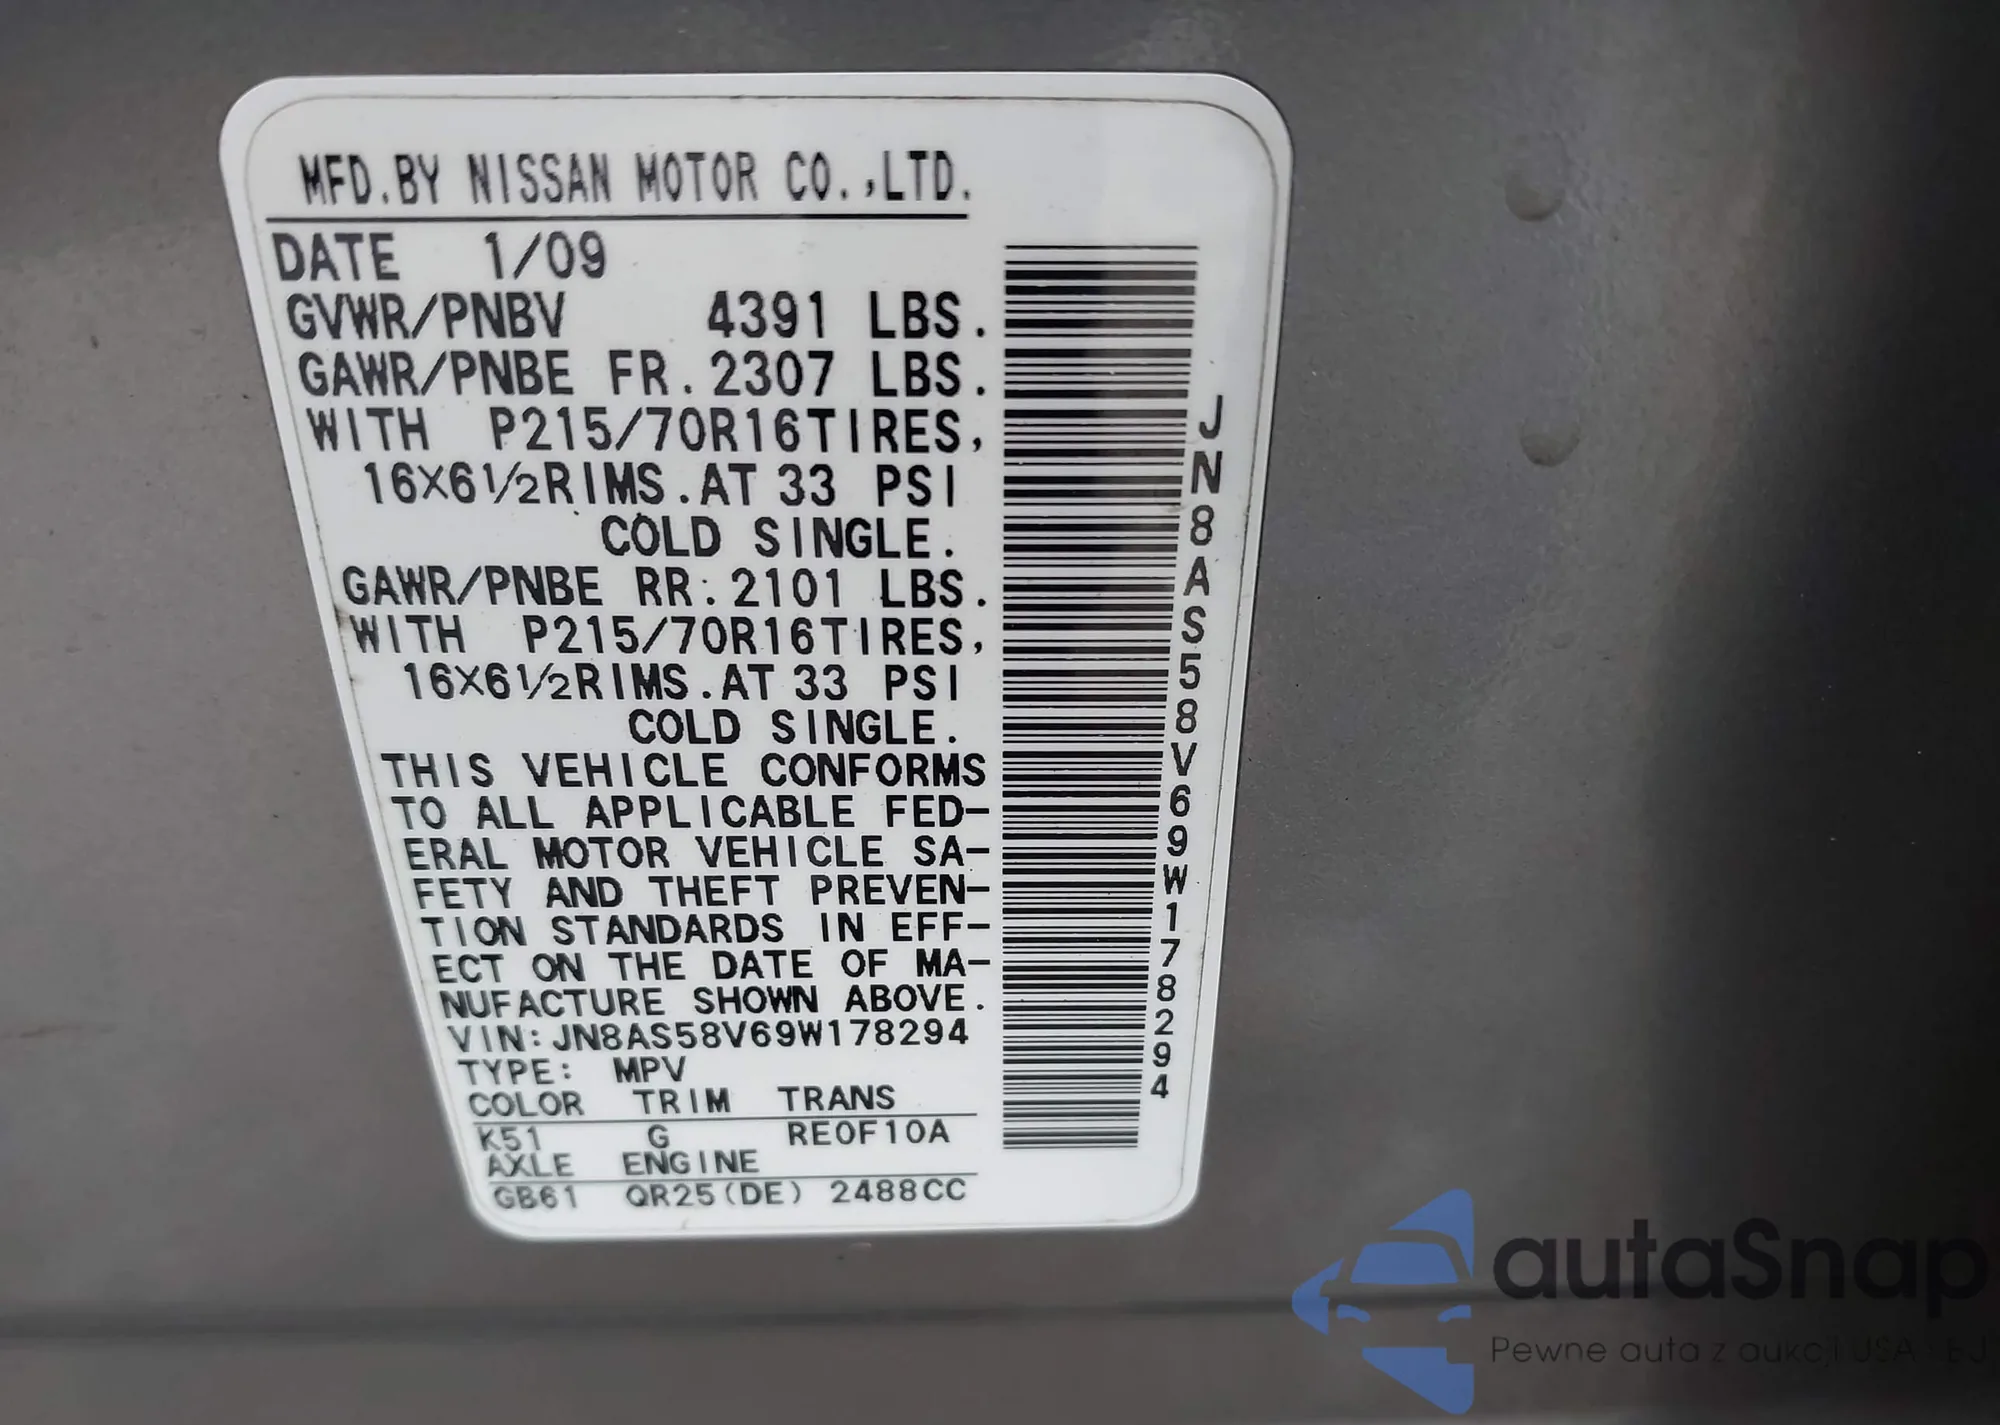 MFD.BY NISSAN MOTOR CO.,LTD.
DATE 1/09
GVWR/PNBV 4391 LBS.
GAWR/PNBE FR.2307 LBS.
WITH P215/70R16TIRES,
16X6½RIMS.AT 33 PSI
COLD SINGLE.
GAWR/PNBE RR:2101 LBS.
WITH P215/70R16TIRES,
16X6½RIMS.AT 33 PSI
COLD SINGLE.
THIS VEHICLE CONFORMS
TO ALL APPLICABLE FED-
ERAL MOTOR VEHICLE SA-
FETY AND THEFT PREVEN-
TION STANDARDS IN EFF-
ECT ON THE DATE OF MA-
NUFACTURE SHOWN ABOVE.
VIN:JN8AS58V69W178294
TYPE: MPV
COLOR TRIM TRANS
K51 G RE0F10A
AXLE ENGINE
GB61 QR25(DE) 2488CC
JN8AS58V69W178294
autaSnap
Pewne auta z aukcji USA